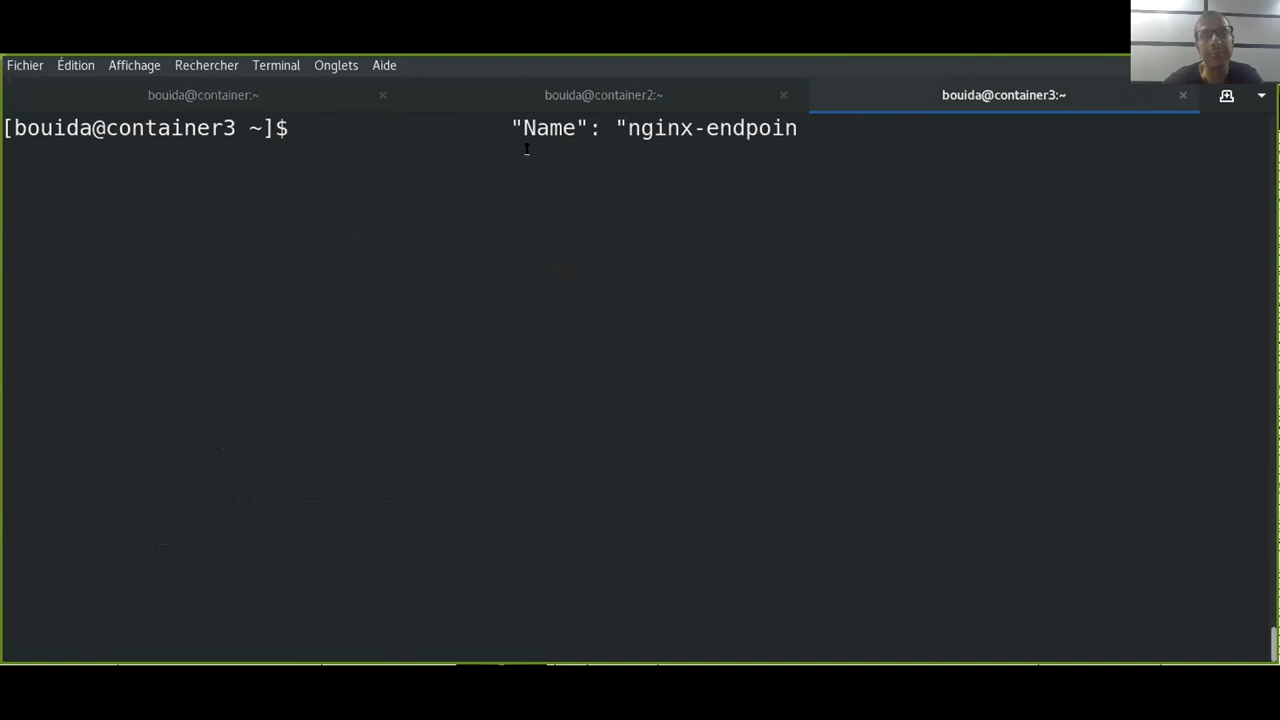 Fichier Édition Affichage Rechercher Terminal Onglets Aide
bouida@container:~ × bouida@container2:~ × bouida@container3:~ ×
[bouida@container3 ~]$ "Name": "nginx-endpoin